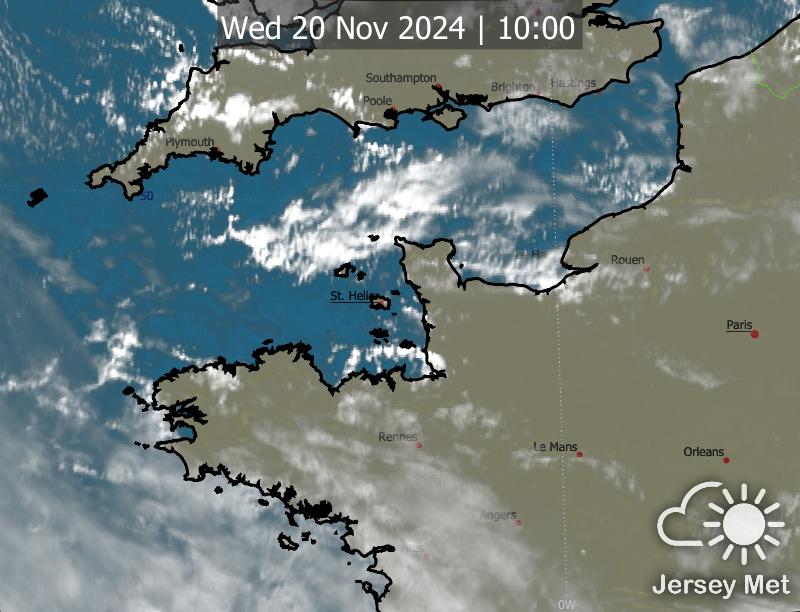 Wed 20 Nov 2024 | 10:00
Southampton
Brighton
Hastings
Poole
Plymouth
50
Rouen
St. Helier
Paris
Rennes
Le Mans
Orleans
Angers
0W
Jersey Met